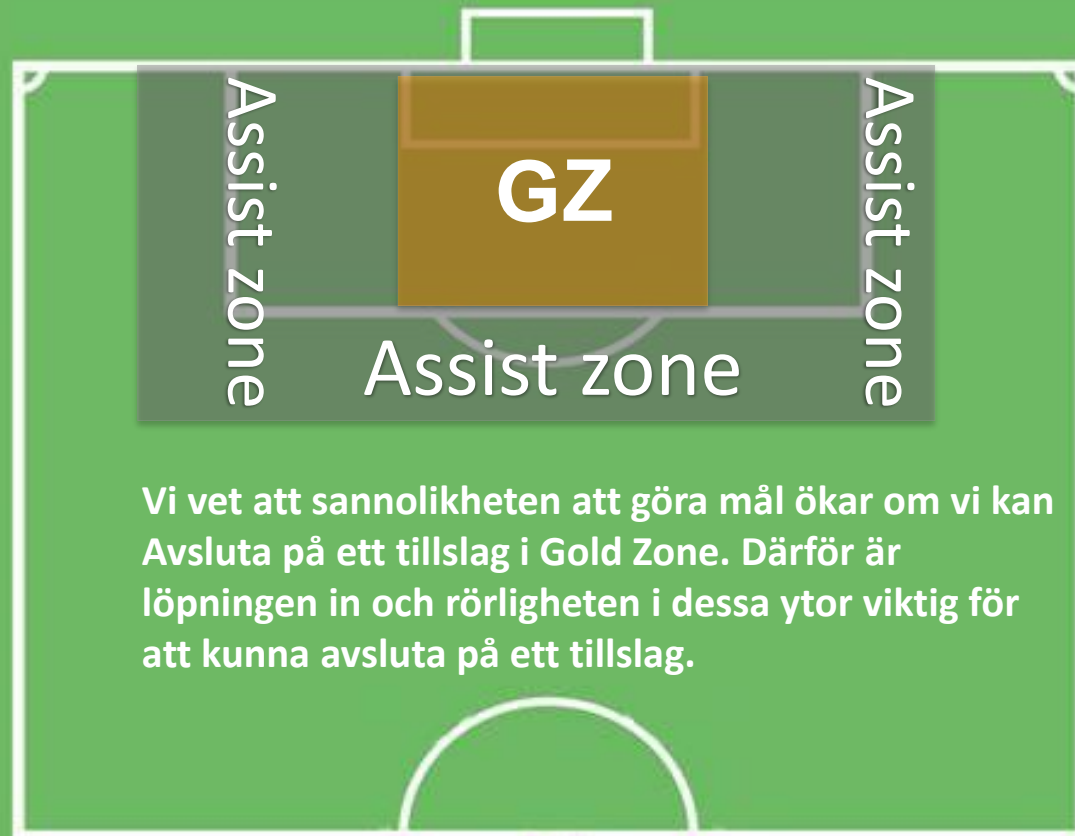 Assist zone
GZ
Assist zone
Assist zone
Vi vet att sannolikheten att göra mål ökar om vi kan
Avsluta på ett tillslag i Gold Zone. Därför är
löpningen in och rörligheten i dessa ytor viktig för
att kunna avsluta på ett tillslag.